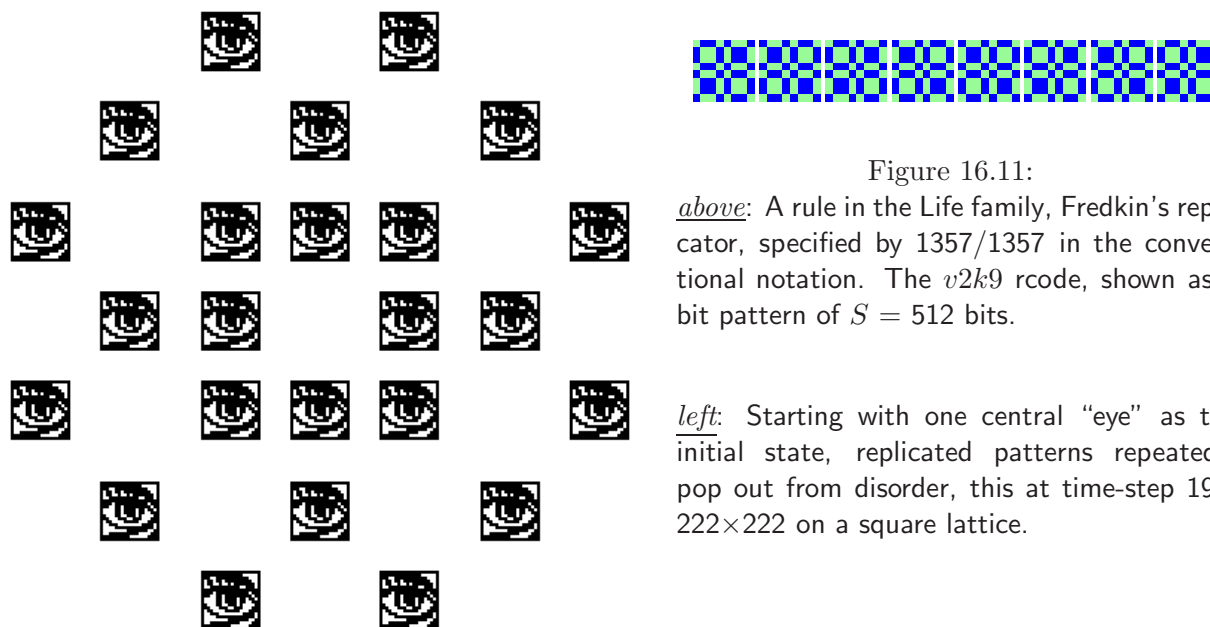 Figure 16.11:
above: A rule in the Life family, Fredkin's rep
cator, specified by 1357/1357 in the conve
tional notation. The v2k9 rcode, shown as
bit pattern of S = 512 bits.
left: Starting with one central “eye” as t
initial state, replicated patterns repeated
pop out from disorder, this at time-step 19
222×222 on a square lattice.